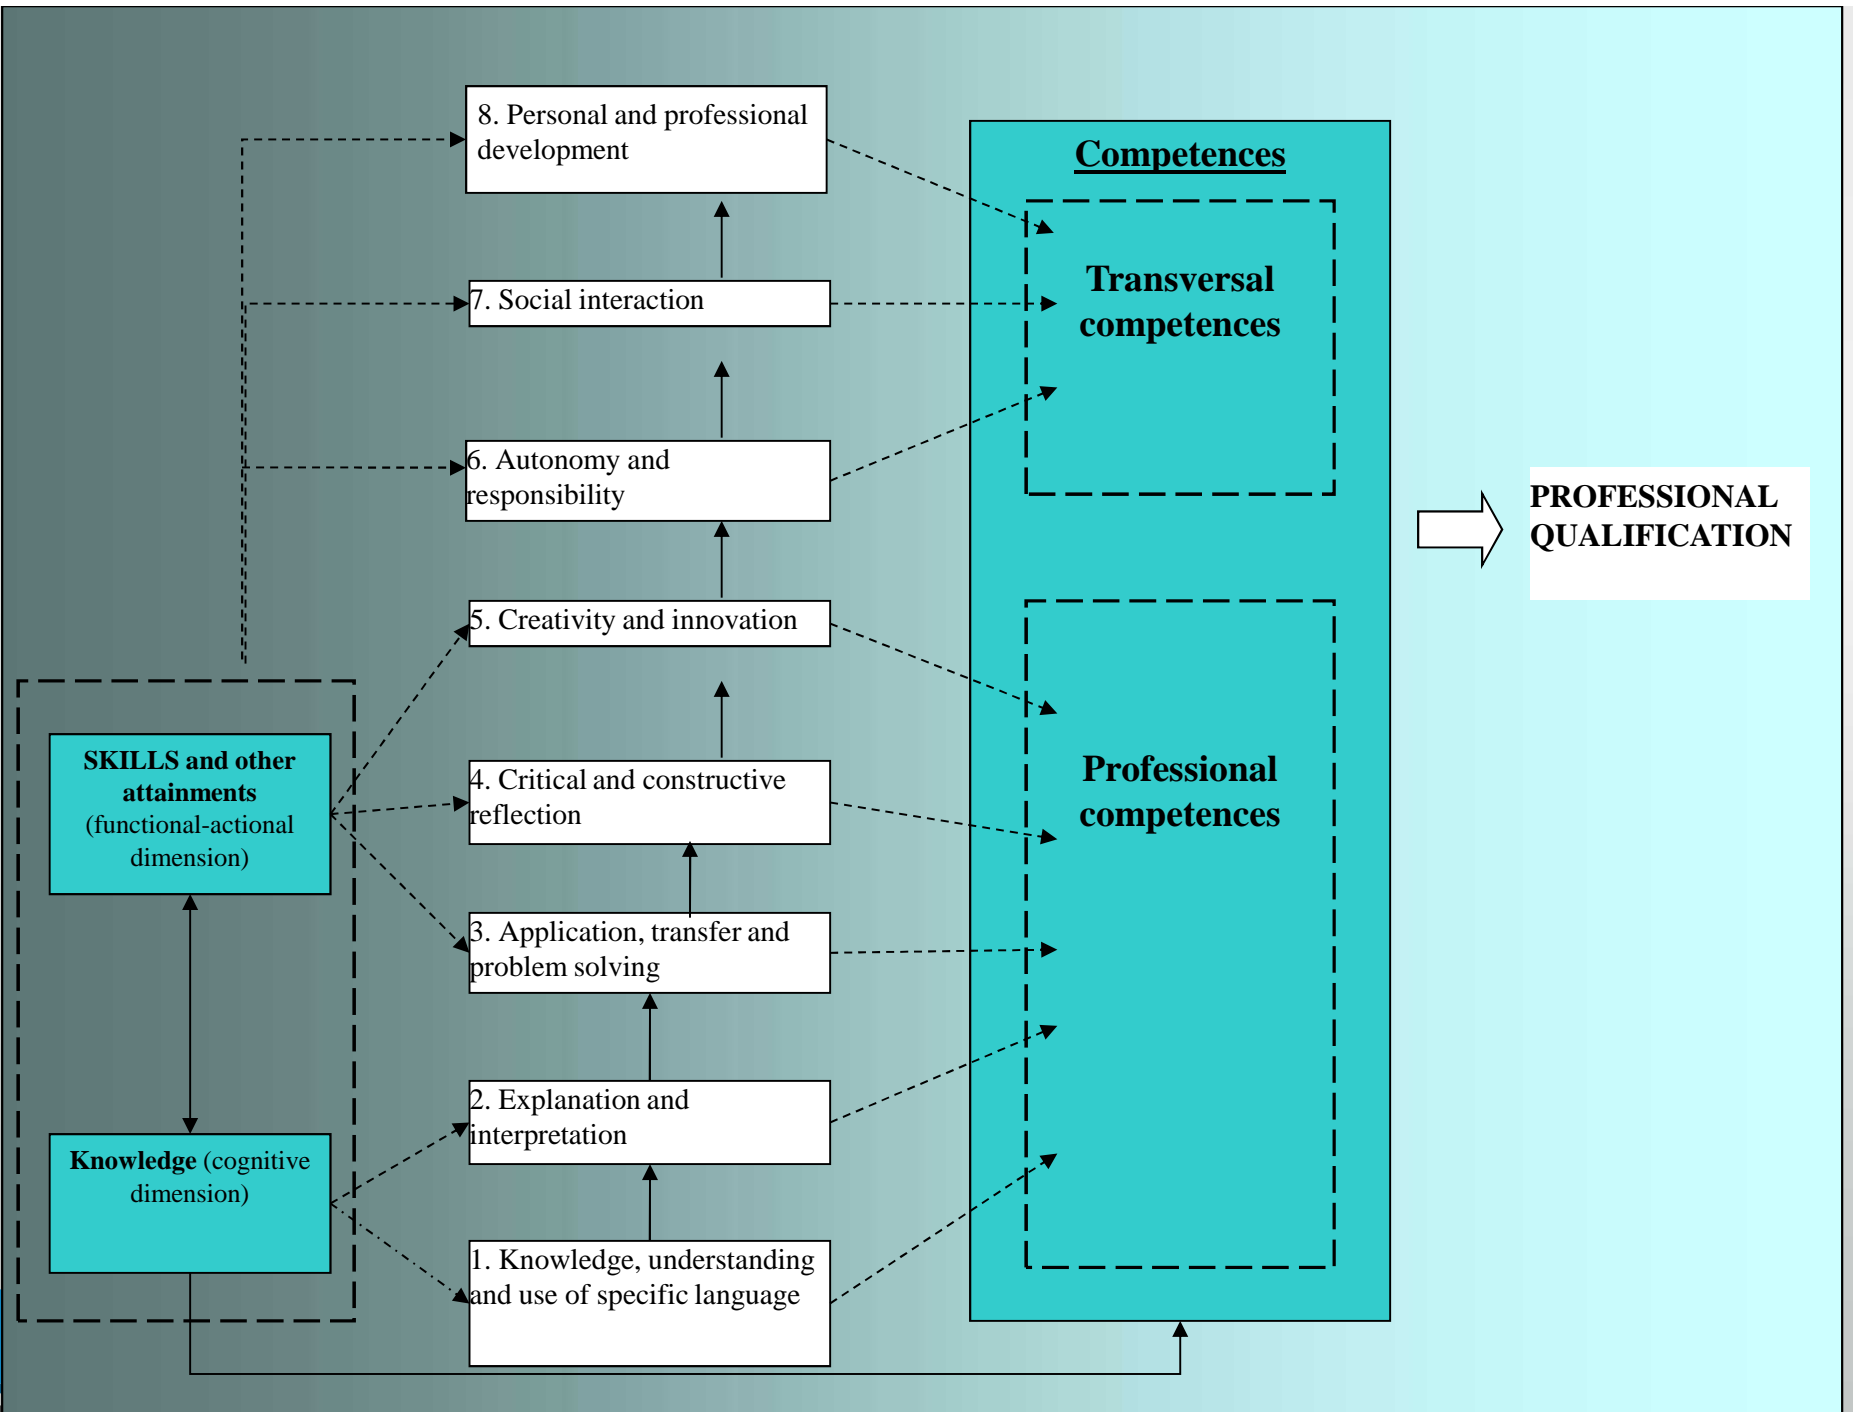 8. Personal and professional
development
7. Social interaction
6. Autonomy and
responsibility
5. Creativity and innovation
4. Critical and constructive
reflection
3. Application, transfer and
problem solving
2. Explanation and
interpretation
1. Knowledge, understanding
and use of specific language
SKILLS and other
attainments
(functional-actional
dimension)
Knowledge (cognitive
dimension)
Competences
Transversal
competences
Professional
competences
PROFESSIONAL
QUALIFICATION